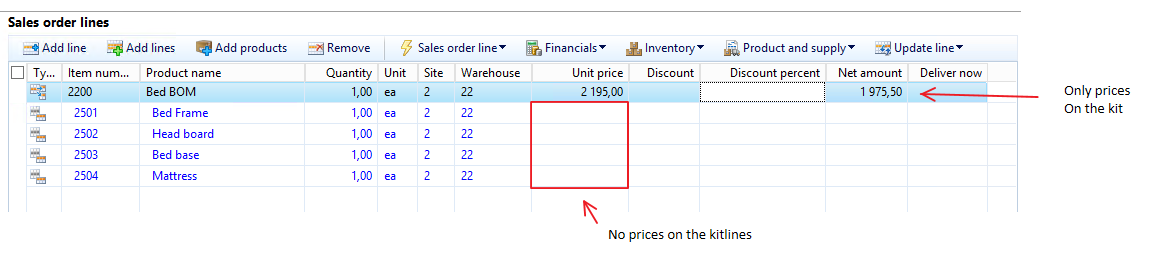 Sales order lines
Add line Add lines Add products Remove Sales order line Financials Inventory Product and supply Update line
Ty... Item num... Product name Quantity Unit Site Warehouse Unit price Discount Discount percent Net amount Deliver now
2200 Bed BOM 1,00 ea 2 22 2 195,00 1 975,50
2501 Bed Frame 1,00 ea 2 22
2502 Head board 1,00 ea 2 22
2503 Bed base 1,00 ea 2 22
2504 Mattress 1,00 ea 2 22
Only prices
On the kit
No prices on the kitlines